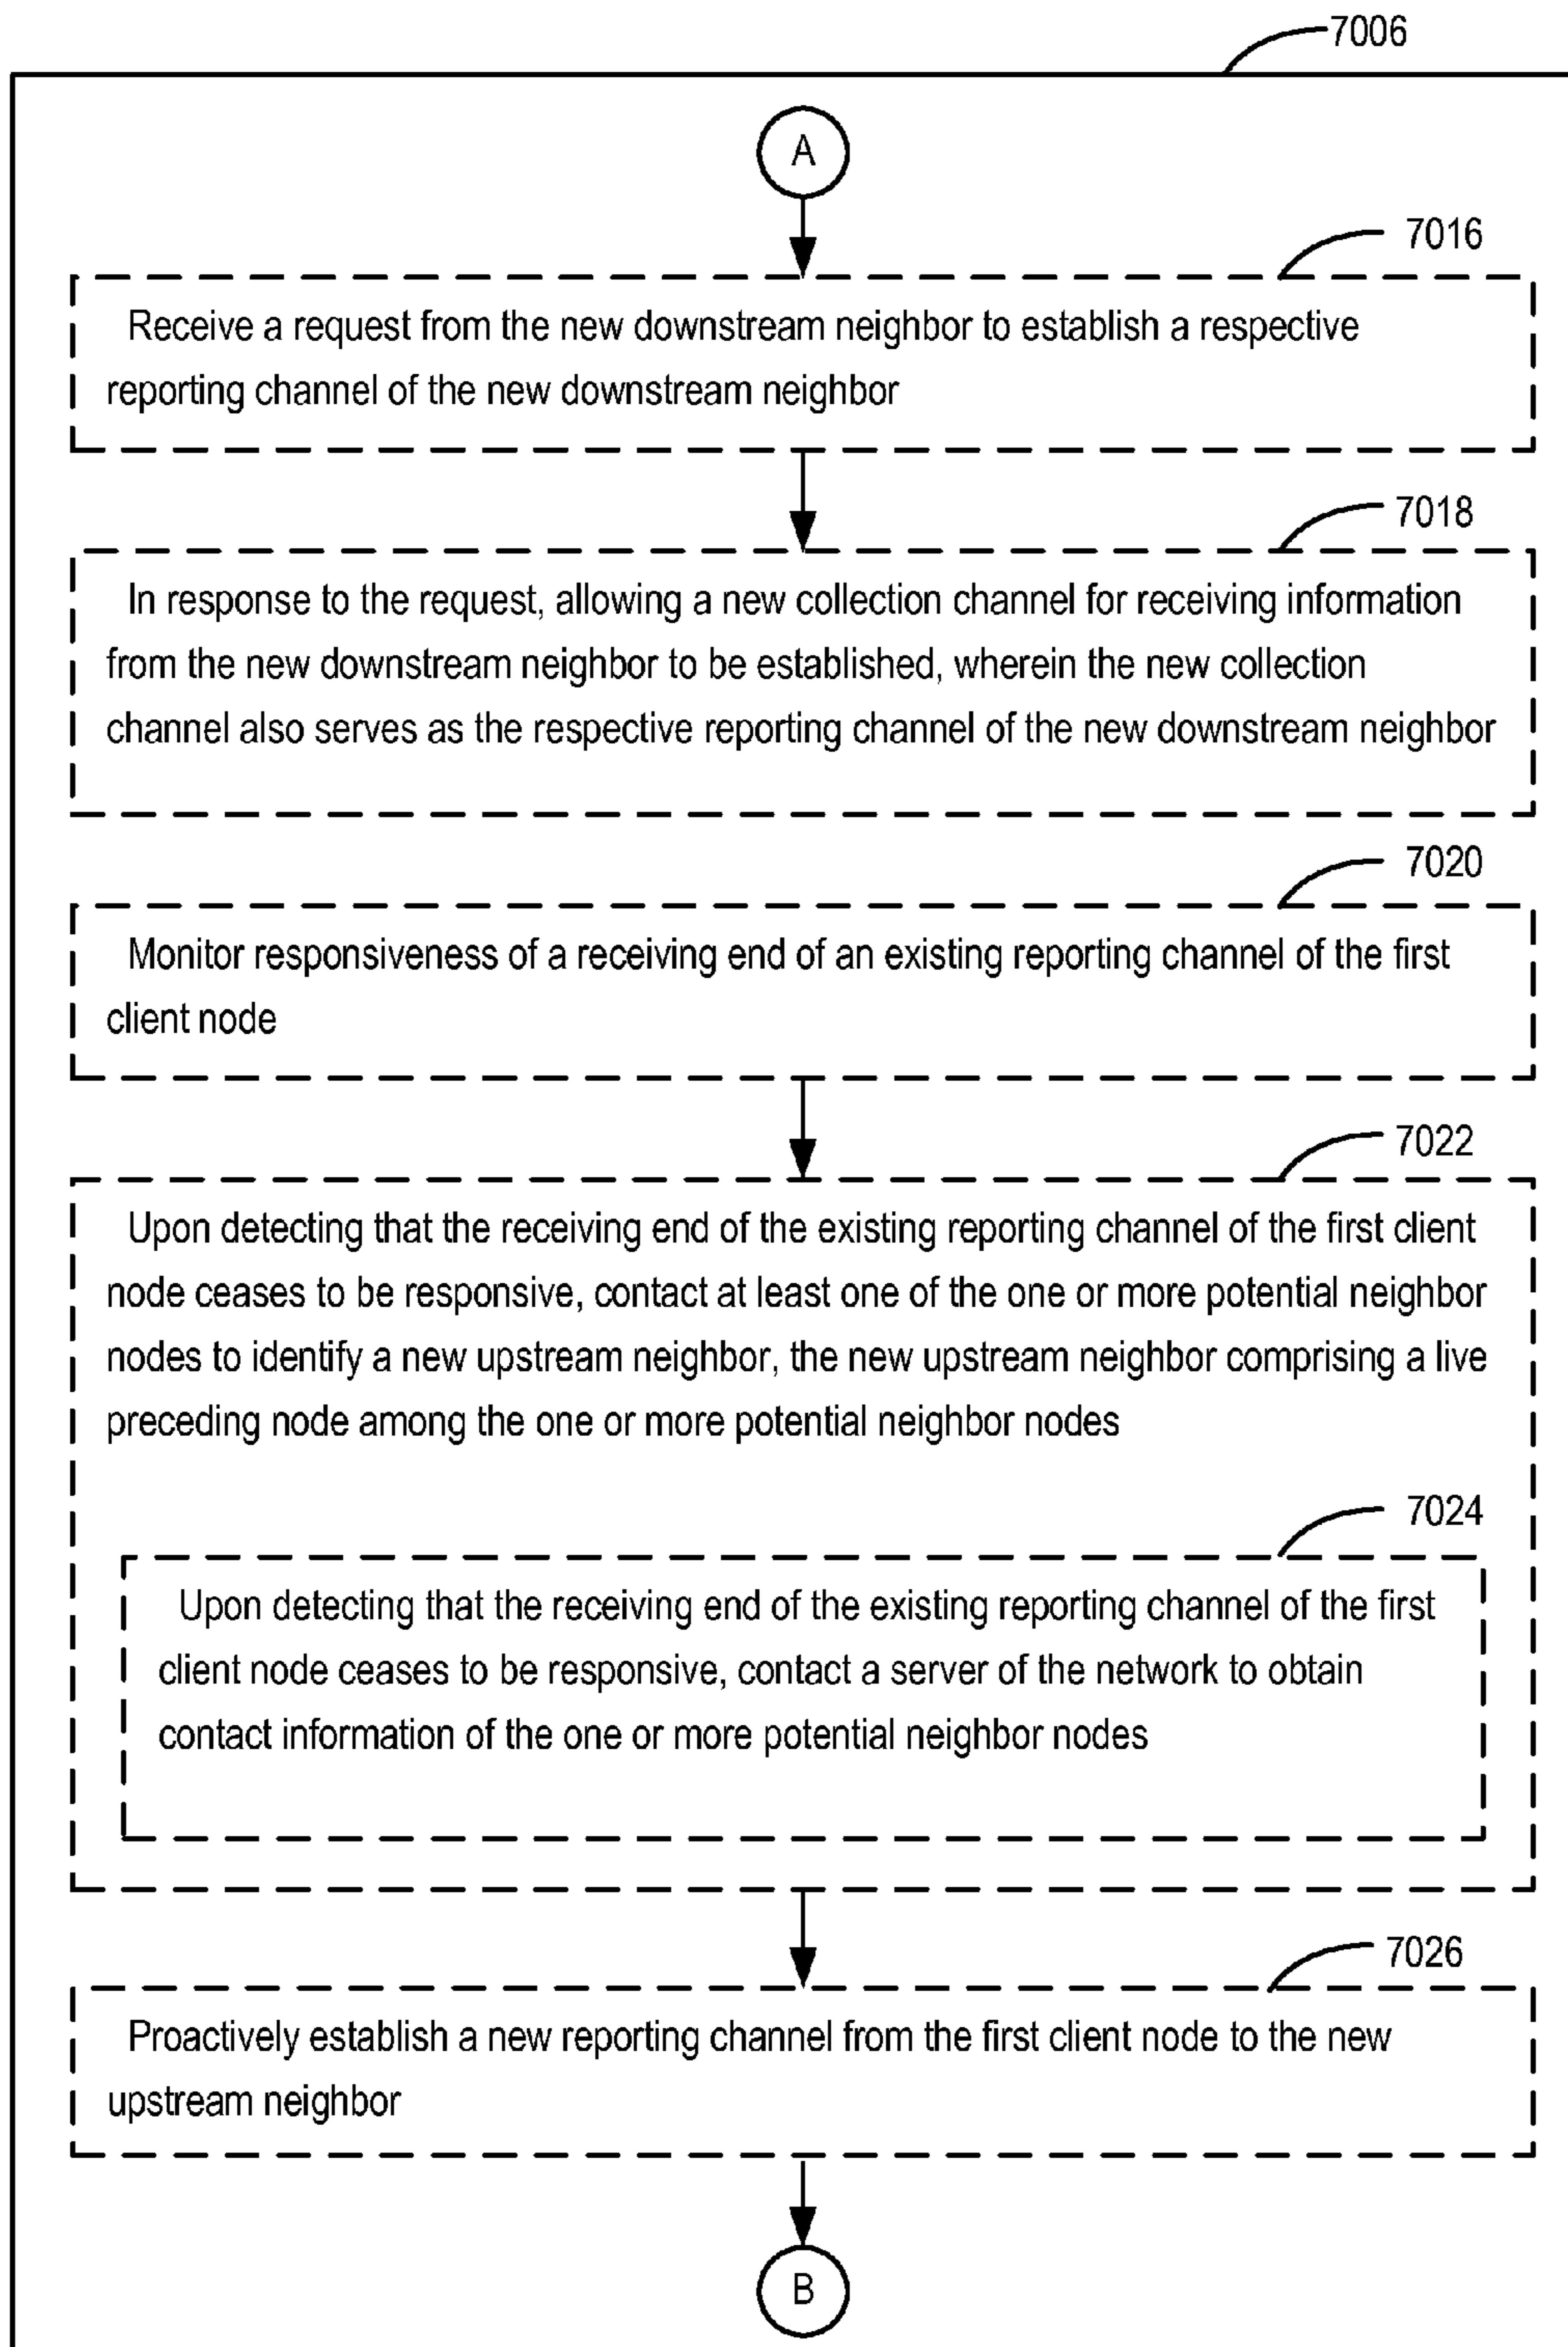 7006
A
7016
Receive a request from the new downstream neighbor to establish a respective
reporting channel of the new downstream neighbor
7018
In response to the request, allowing a new collection channel for receiving information
from the new downstream neighbor to be established, wherein the new collection
channel also serves as the respective reporting channel of the new downstream neighbor
7020
Monitor responsiveness of a receiving end of an existing reporting channel of the first
client node
7022
Upon detecting that the receiving end of the existing reporting channel of the first client
node ceases to be responsive, contact at least one of the one or more potential neighbor
nodes to identify a new upstream neighbor, the new upstream neighbor comprising a live
preceding node among the one or more potential neighbor nodes
7024
Upon detecting that the receiving end of the existing reporting channel of the first
client node ceases to be responsive, contact a server of the network to obtain
contact information of the one or more potential neighbor nodes
7026
Proactively establish a new reporting channel from the first client node to the new
upstream neighbor
B